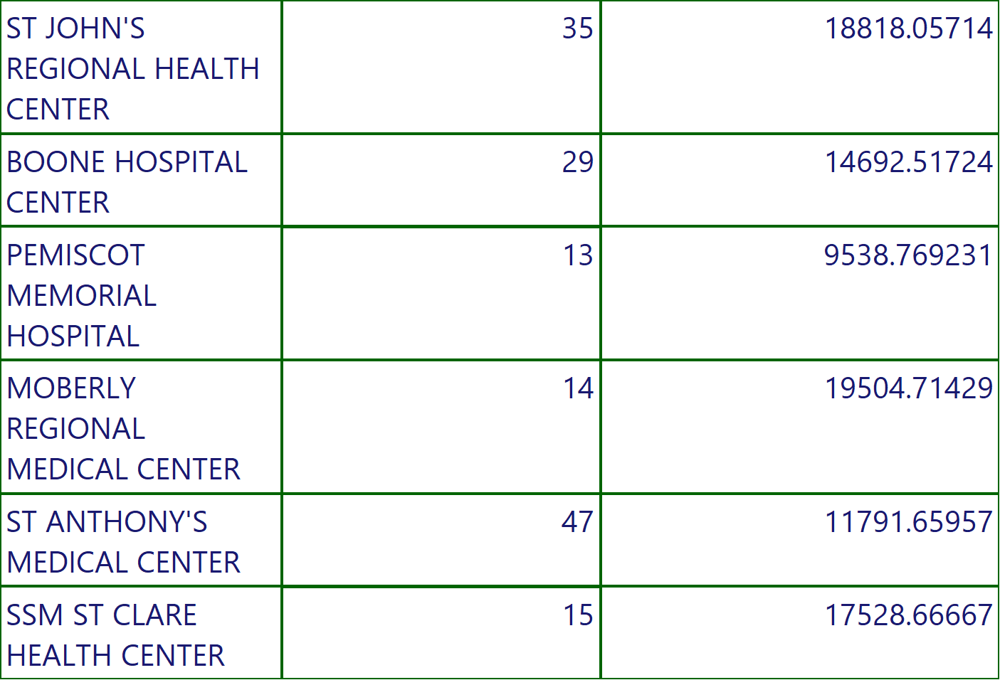 ST JOHN'S 35 18818.05714
REGIONAL HEALTH
CENTER
BOONE HOSPITAL 29 14692.51724
CENTER
PEMISCOT 13 9538.769231
MEMORIAL
HOSPITAL
MOBERLY 14 19504.71429
REGIONAL
MEDICAL CENTER
ST ANTHONY'S 47 11791.65957
MEDICAL CENTER
SSM ST CLARE 15 17528.66667
HEALTH CENTER